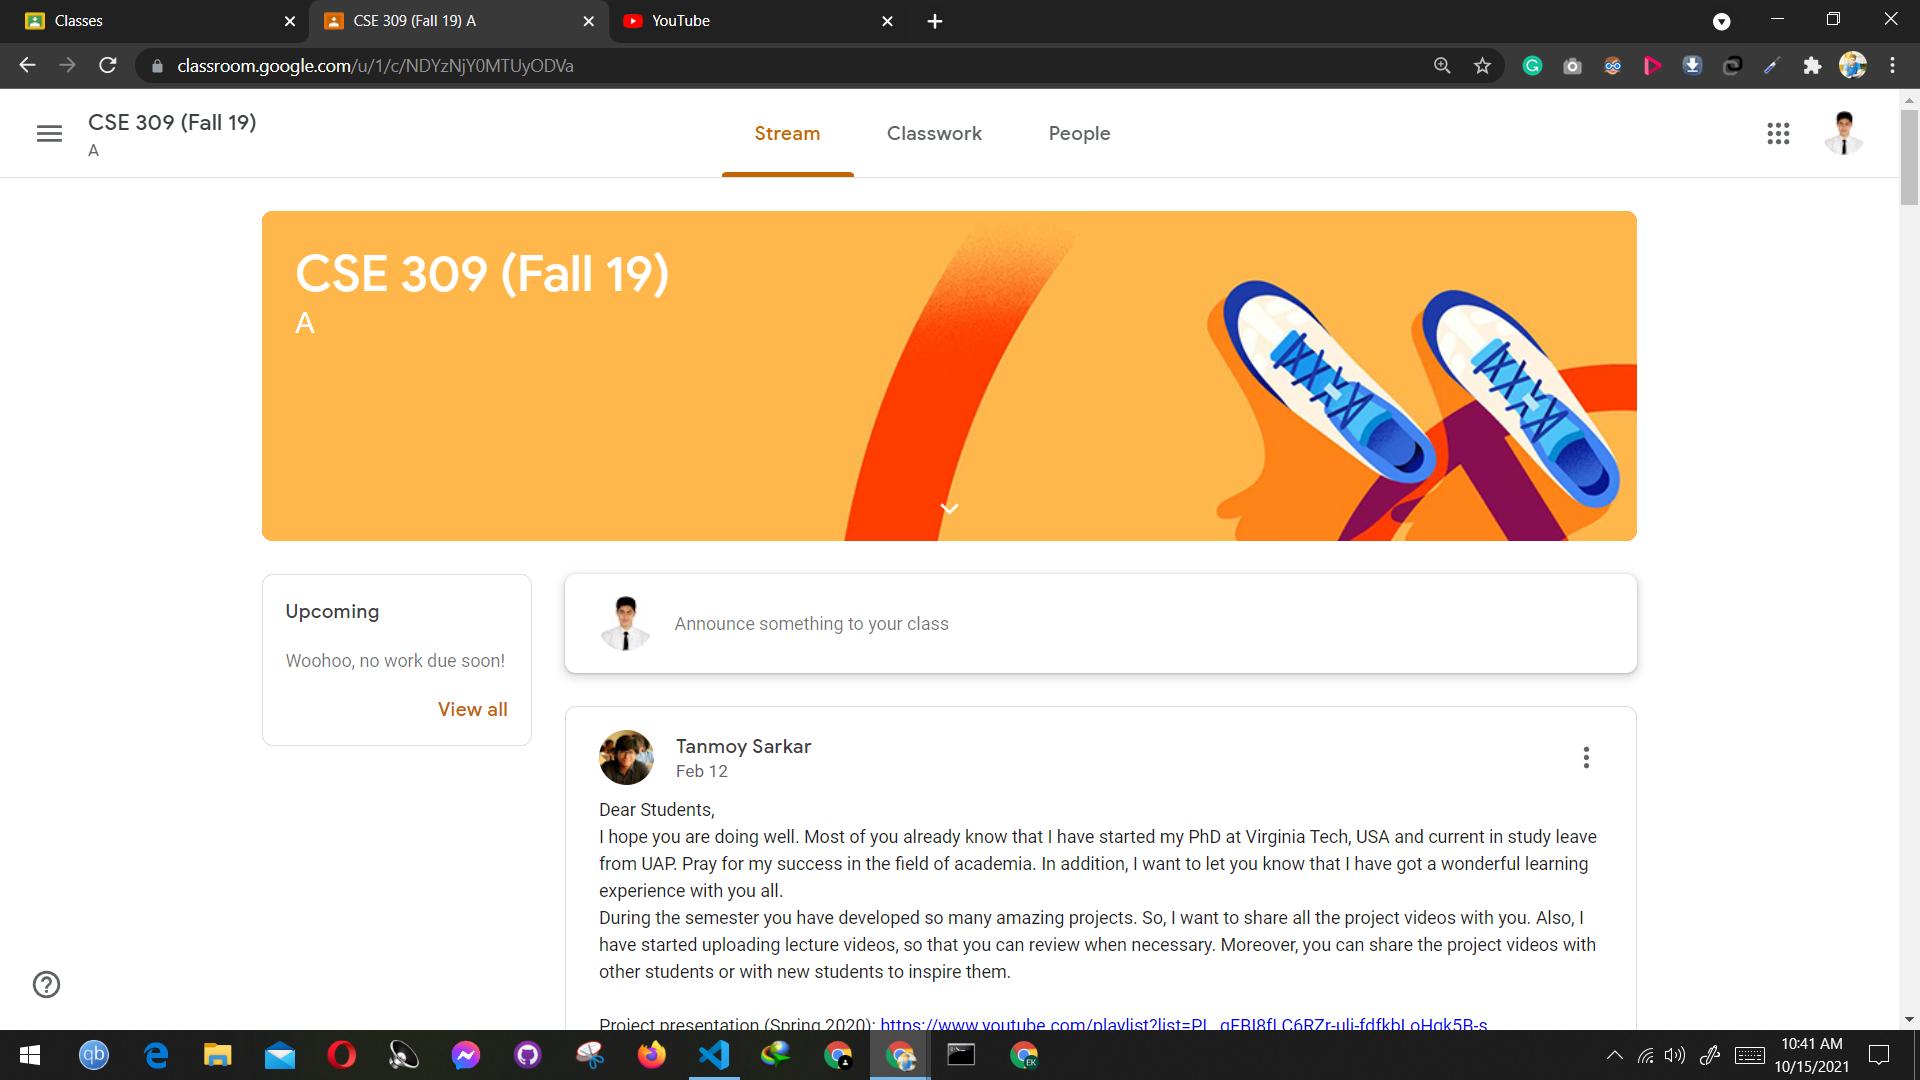 Classes
CSE 309 (Fall 19) A
YouTube
classroom.google.com/u/1/c/NDYzNjY0MTUyODVa
CSE 309 (Fall 19)
A
Stream
Classwork
People
CSE 309 (Fall 19)
A
Upcoming
Woohoo, no work due soon!
View all
Announce something to your class
Tanmoy Sarkar
Feb 12
Dear Students,
I hope you are doing well. Most of you already know that I have started my PhD at Virginia Tech, USA and current in study leave
from UAP. Pray for my success in the field of academia. In addition, I want to let you know that I have got a wonderful learning
experience with you all.
During the semester you have developed so many amazing projects. So, I want to share all the project videos with you. Also, I
have started uploading lecture videos, so that you can review when necessary. Moreover, you can share the project videos with
other students or with new students to inspire them.
Project presentation (Spring 2020):
qb
EK
10:41 AM
10/15/2021